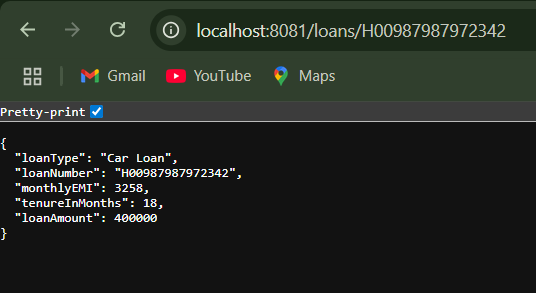 localhost:8081/loans/H00987987972342
Gmail YouTube Maps
Pretty-print
{
"loanType": "Car Loan",
"loanNumber": "H00987987972342",
"monthlyEMI": 3258,
"tenureInMonths": 18,
"loanAmount": 400000
}